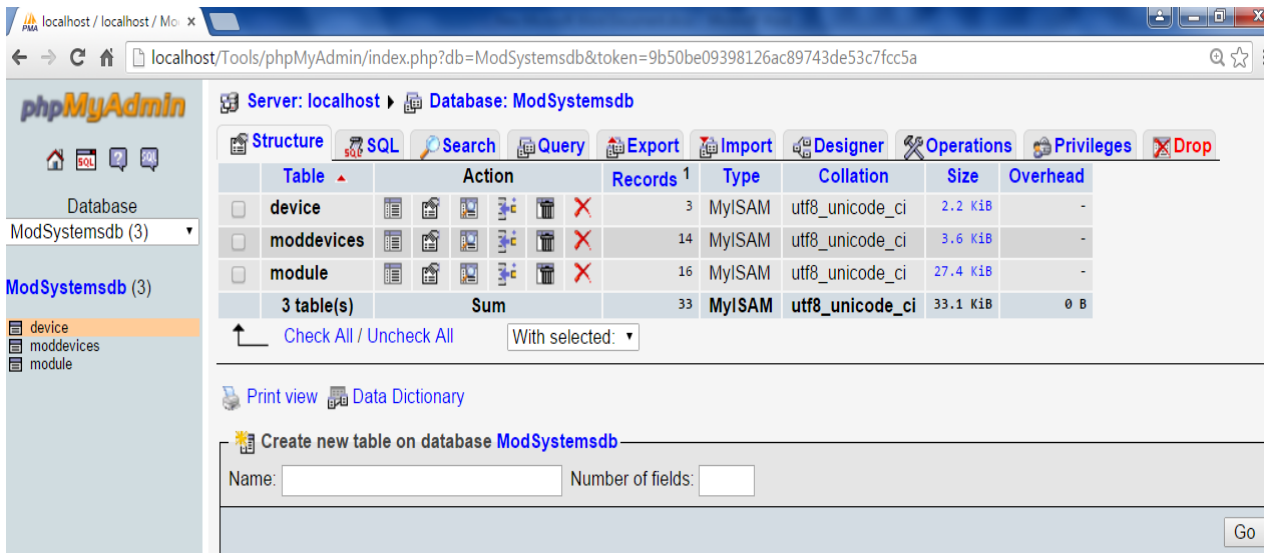 localhost / localhost / Mo
localhost/Tools/phpMyAdmin/index.php?db=ModSystemsdb&token=9b50be09398126ac89743de53c7fcc5a
phpMyAdmin
SQL
Database
ModSystemsdb (3)
ModSystemsdb (3)
device
moddevices
module
Server: localhost Database: ModSystemsdb
Structure SQL Search Query Export Import Designer Operations Privileges Drop
Table Action Records 1 Type Collation Size Overhead
device 3 MyISAM utf8_unicode_ci 2.2 KiB -
moddevices 14 MyISAM utf8_unicode_ci 3.6 KiB -
module 16 MyISAM utf8_unicode_ci 27.4 KiB -
3 table(s) Sum 33 MyISAM utf8_unicode_ci 33.1 KiB 0 B
Check All / Uncheck All With selected:
Print view Data Dictionary
Create new table on database ModSystemsdb
Name: Number of fields:
Go